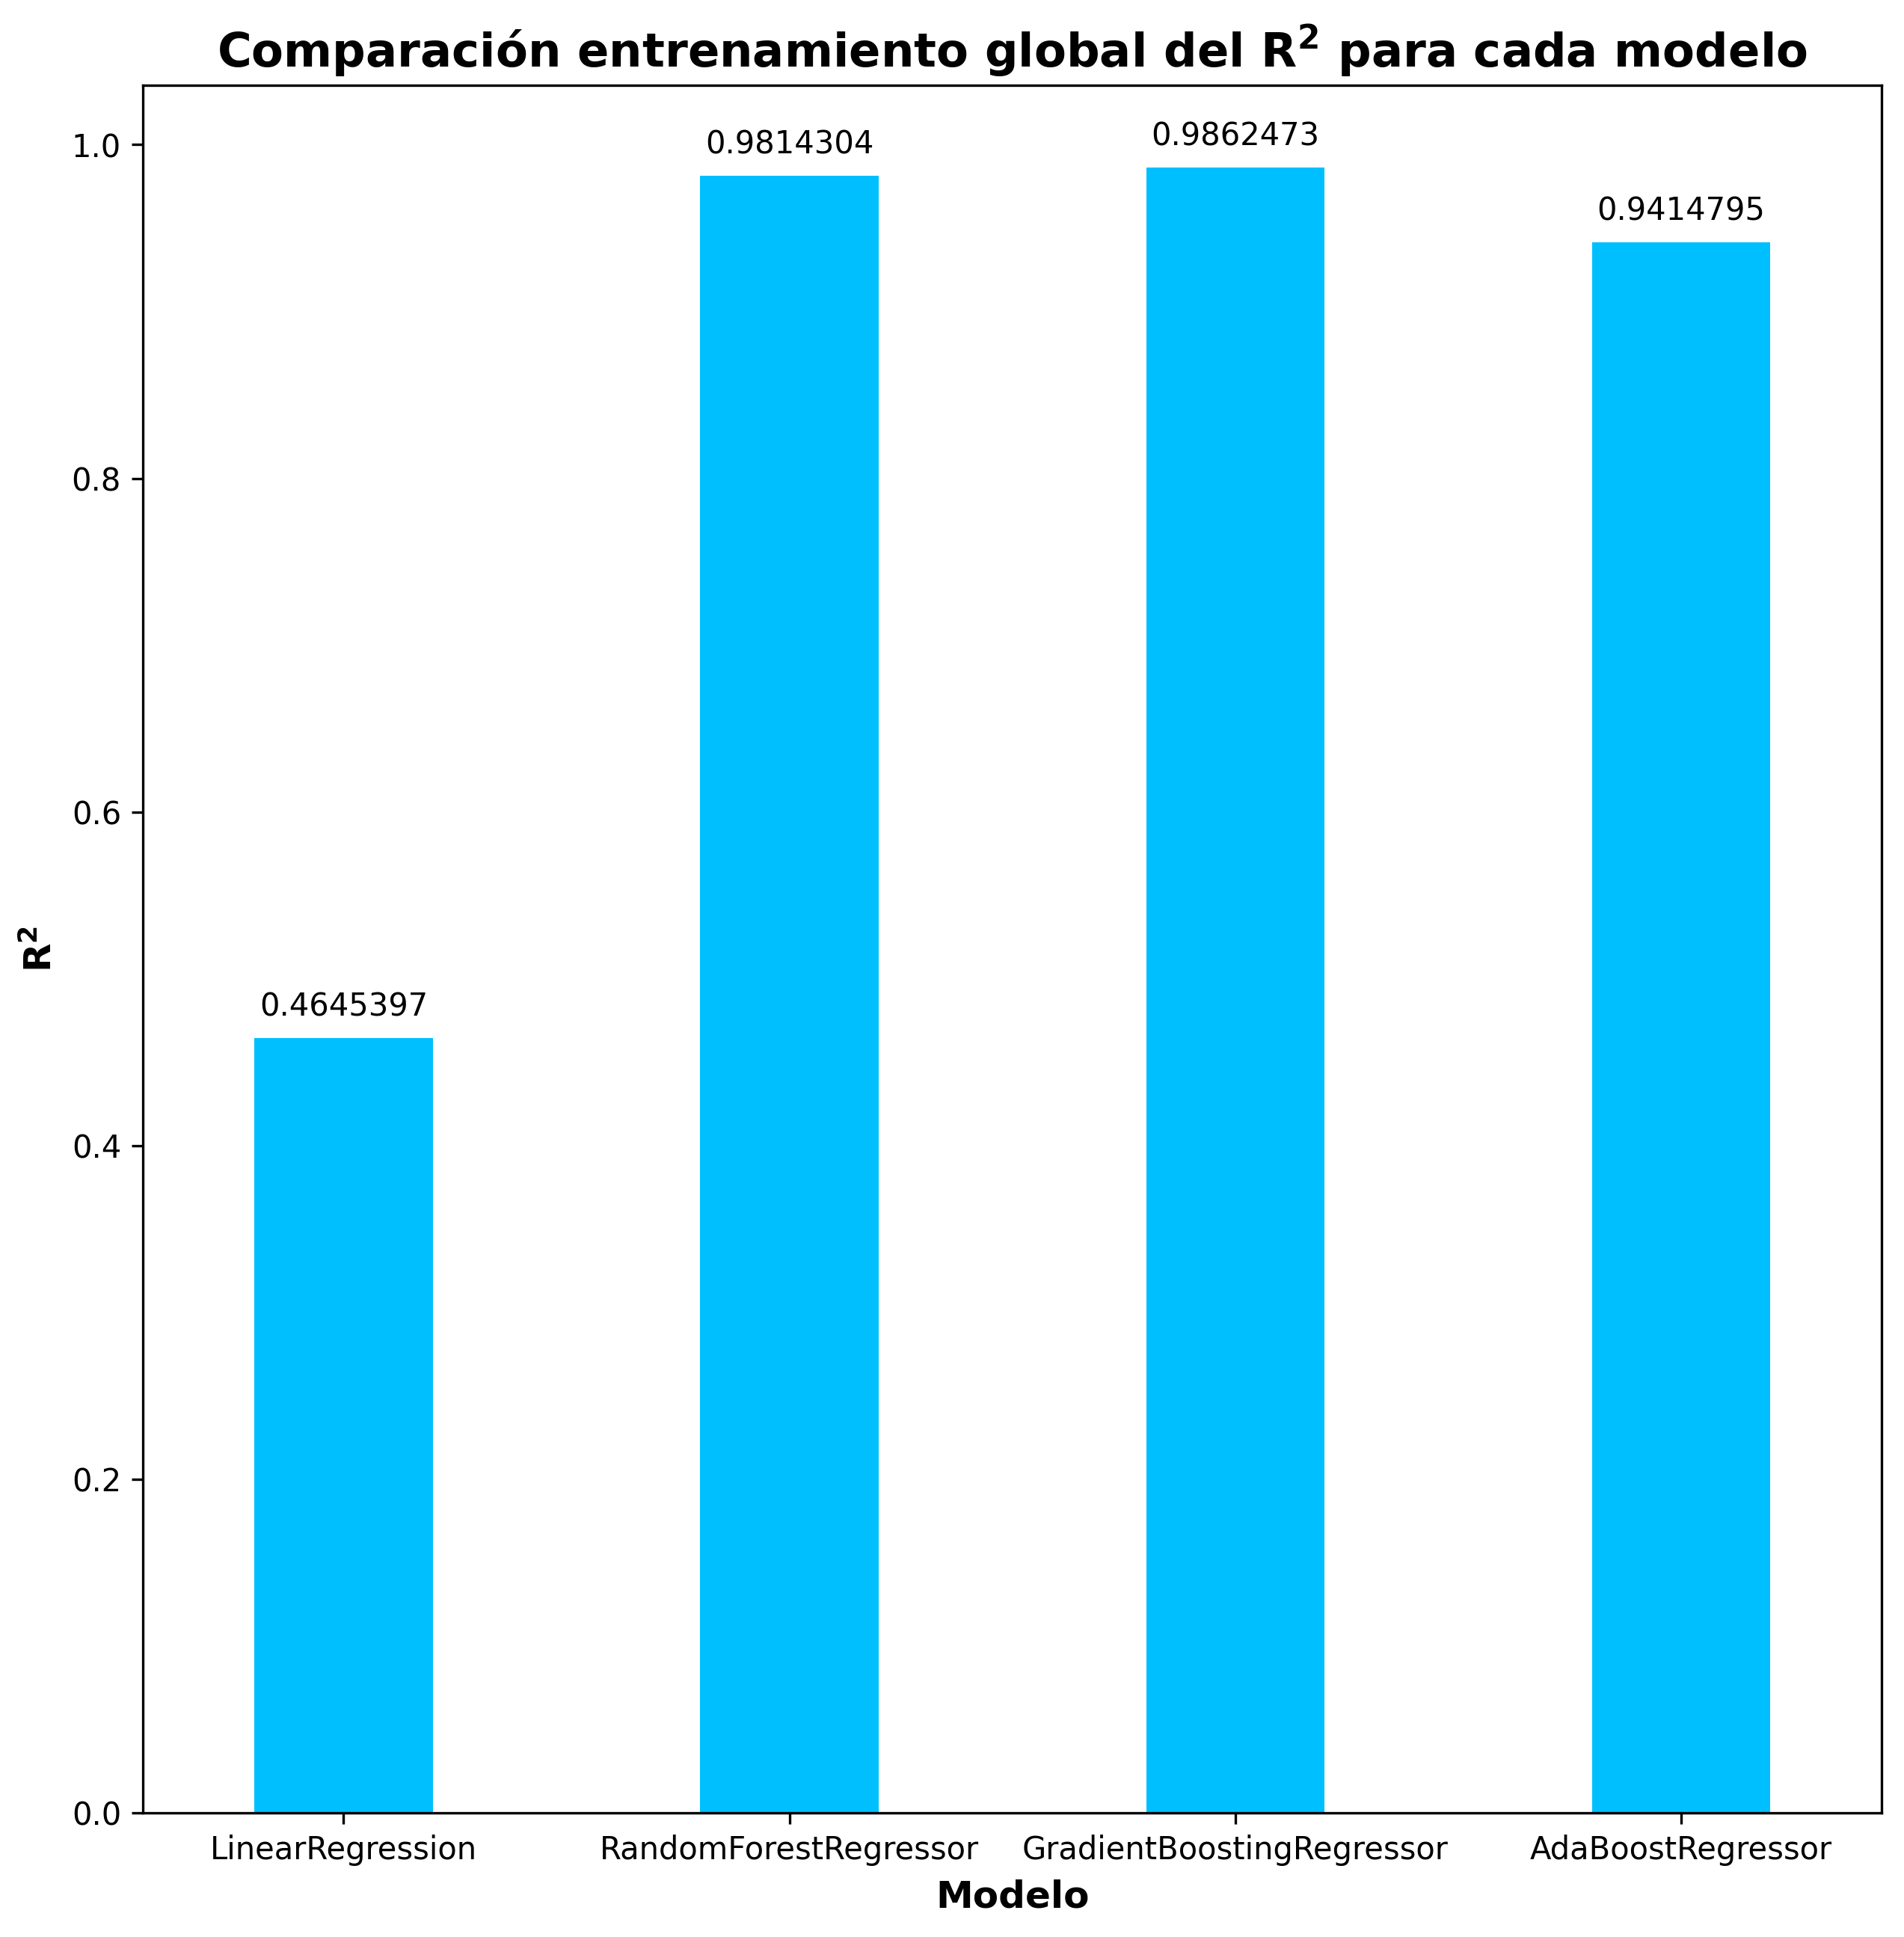 Comparación entrenamiento global del R² para cada modelo
1.0
0.8
0.6
0.4
0.2
0.0
R²
0.4645397
0.9814304
0.9862473
0.9414795
LinearRegression
RandomForestRegressor
GradientBoostingRegressor
AdaBoostRegressor
Modelo